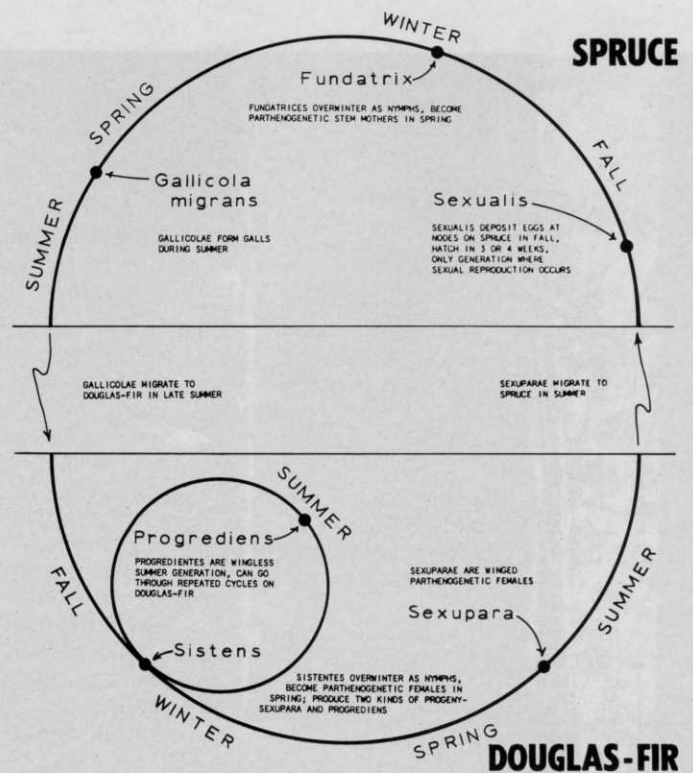 SPRUCE
WINTER
Fundatrix
FUNDATRICES OVERWINTER AS NYMPHS, BECOME
PARTHENOGENETIC STEM MOTHERS IN SPRING
SPRING
FALL
Gallicola
migrans
GALLICOLAE FORM GALLS
DURING SUMMER
Sexualis
SEXUALIS DEPOSIT EGGS AT
NODES ON SPRUCE IN FALL,
HATCH IN 3 OR 4 WEEKS,
ONLY GENERATION WHERE
SEXUAL REPRODUCTION OCCURS
SUMMER
GALLICOLAE MIGRATE TO
DOUGLAS-FIR IN LATE SUMMER
SEXUPARAE MIGRATE TO
SPRUCE IN SUMMER
SUMMER
Progrediens
PROGREDIENTES ARE WINGLESS
SUMMER GENERATION, CAN GO
THROUGH REPEATED CYCLES ON
DOUGLAS-FIR
SEXUPARAE ARE WINGED
PARTHENOGENETIC FEMALES
Sexupara
SUMMER
FALL
Sistens
SISTENTES OVERWINTER AS NYMPHS,
BECOME PARTHENOGENETIC FEMALES IN
SPRING; PRODUCE TWO KINDS OF PROGENY-
SEXUPARA AND PROGREDIENS
WINTER
SPRING
DOUGLAS-FIR